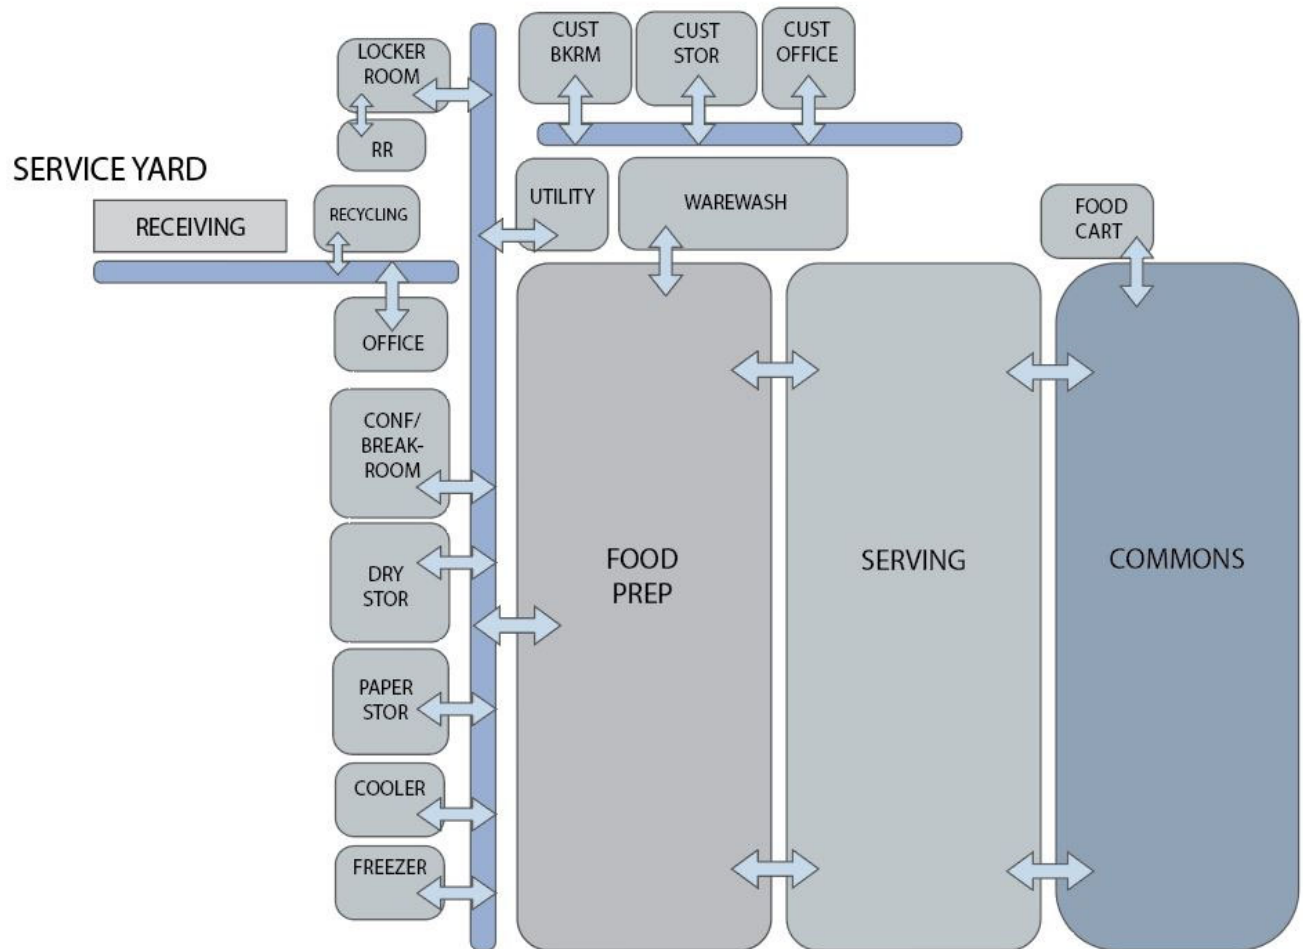 LOCKER
ROOM
RR
CUST
BKRM
CUST
STOR
CUST
OFFICE
SERVICE YARD
RECEIVING
RECYCLING
UTILITY
WAREWASH
FOOD
CART
OFFICE
CONF/
BREAK-
ROOM
DRY
STOR
PAPER
STOR
COOLER
FREEZER
FOOD
PREP
SERVING
COMMONS